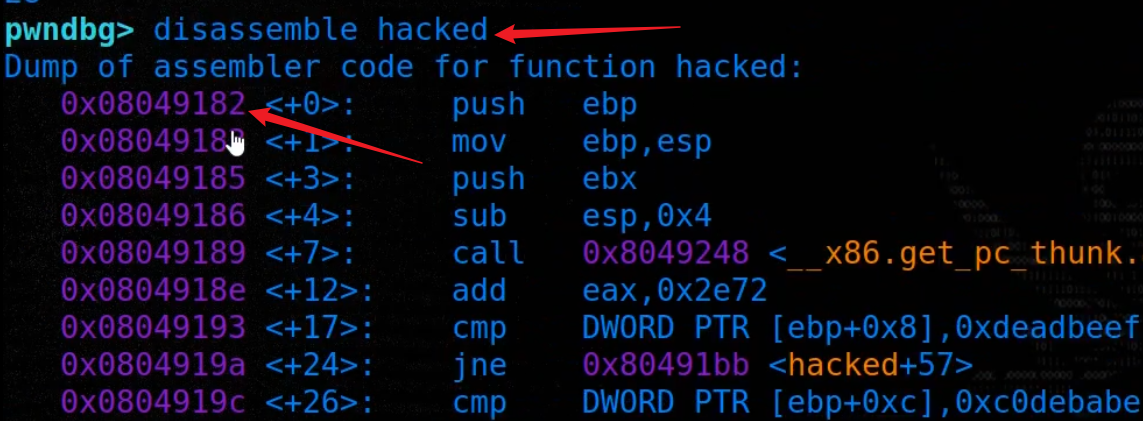 pwndbg> disassemble hacked
Dump of assembler code for function hacked:
0x08049182 <+0>: push ebp
<+1>: mov ebp,esp
0x08049185 <+3>: push ebx
0x08049186 <+4>: sub esp,0x4
0x08049189 <+7>: call 0x8049248 <__x86.get_pc_thunk.
0x0804918e <+12>: add eax,0x2e72
0x08049193 <+17>: cmp DWORD PTR [ebp+0x8],0xdeadbeef
0x0804919a <+24>: jne 0x80491bb <hacked+57>
0x0804919c <+26>: cmp DWORD PTR [ebp+0xc],0xc0debabe